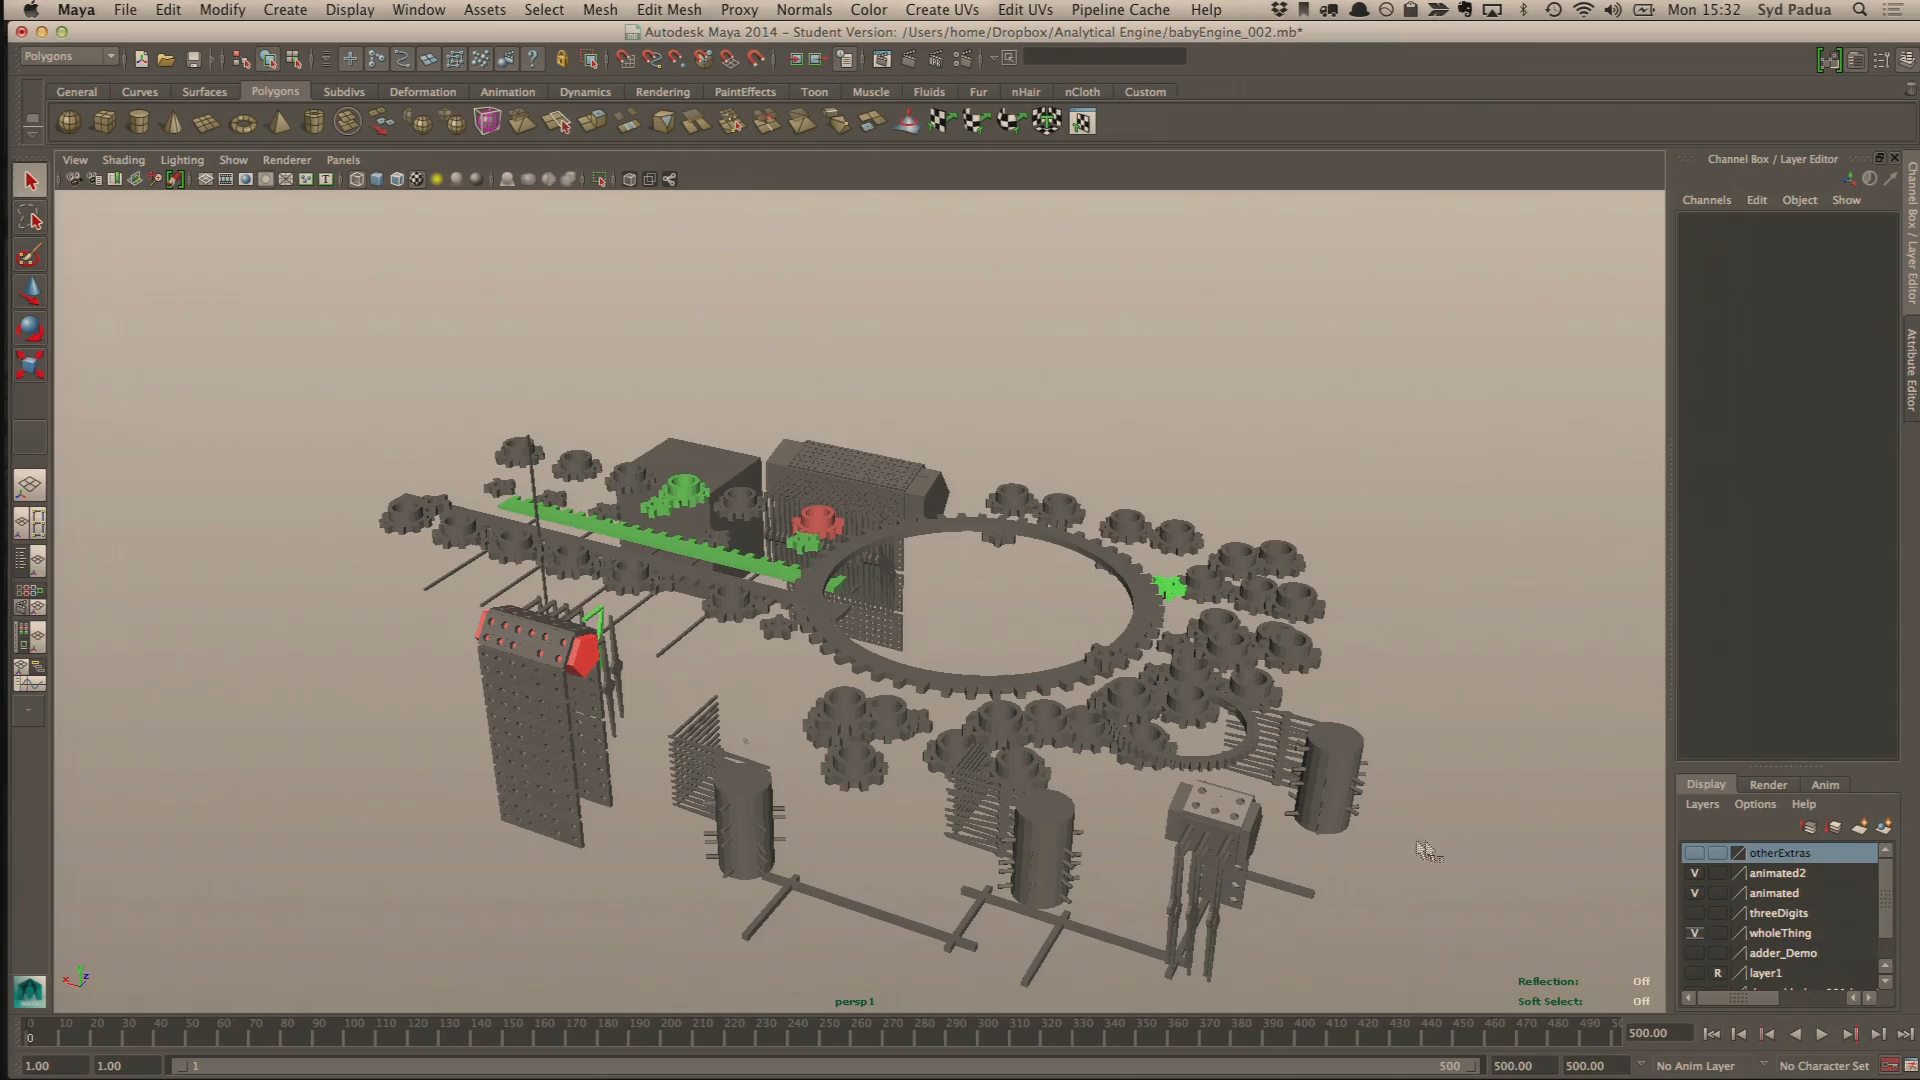 Maya File Edit Modify Create Display Window Assets Select Mesh Edit Mesh Proxy Normals Color Create UVs Edit UVs Pipeline Cache Help Mon 15:32 Syd Padua
Autodesk Maya 2014 – Student Version: /Users/home/Dropbox/Analytical Engine/babyEngine_002.mb*
Polygons
General Curves Surfaces Polygons Subdivs Deformation Animation Dynamics Rendering PaintEffects Toon Muscle Fluids Fur nHair nCloth Custom
View Shading Lighting Show Renderer Panels
Channel Box / Layer Editor
Channels Edit Object Show
Channel Box / Layer Editor
Attribute Editor
Display Render Anim
Layers Options Help
otherExtras
V animated2
V animated
threeDigits
V wholeThing
adder_Demo
R layer1
Reflection: Off
Soft Select: Off
persp1
y
x z
0 10 20 30 40 50 60 70 80 90 100 110 120 130 140 150 160 170 180 190 200 210 220 230 240 250 260 270 280 290 300 310 320 330 340 350 360 370 380 390 400 410 420 430 440 450 460 470 480 490 50
0
500.00
1.00 1.00 1 500 500.00 500.00 No Anim Layer No Character Set